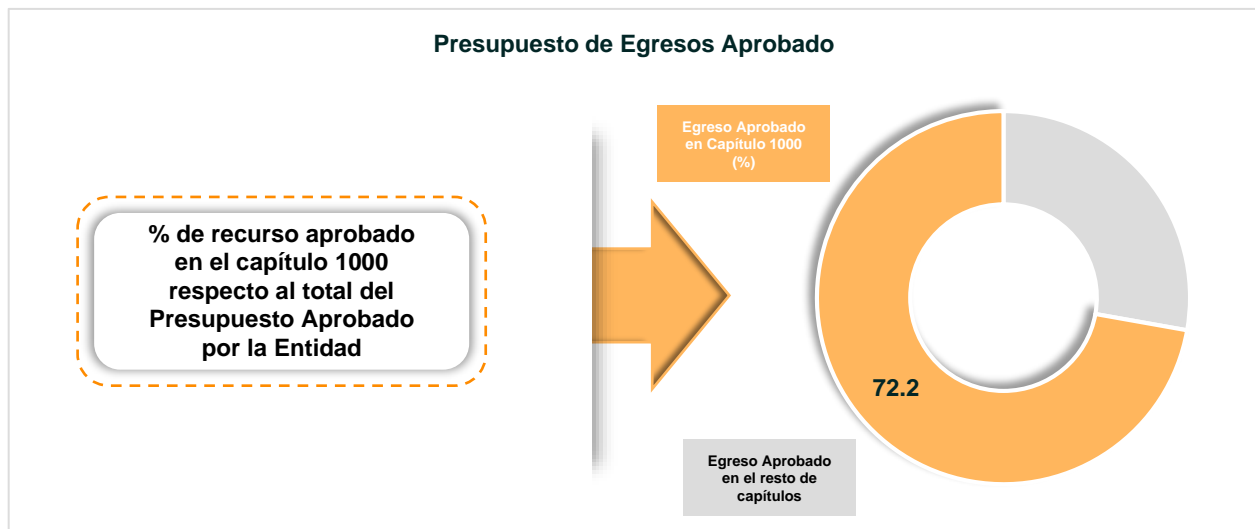 Presupuesto de Egresos Aprobado
% de recurso aprobado
en el capítulo 1000
respecto al total del
Presupuesto Aprobado
por la Entidad
Egreso Aprobado
en Capítulo 1000
(%)
72.2
Egreso Aprobado
en el resto de
capítulos